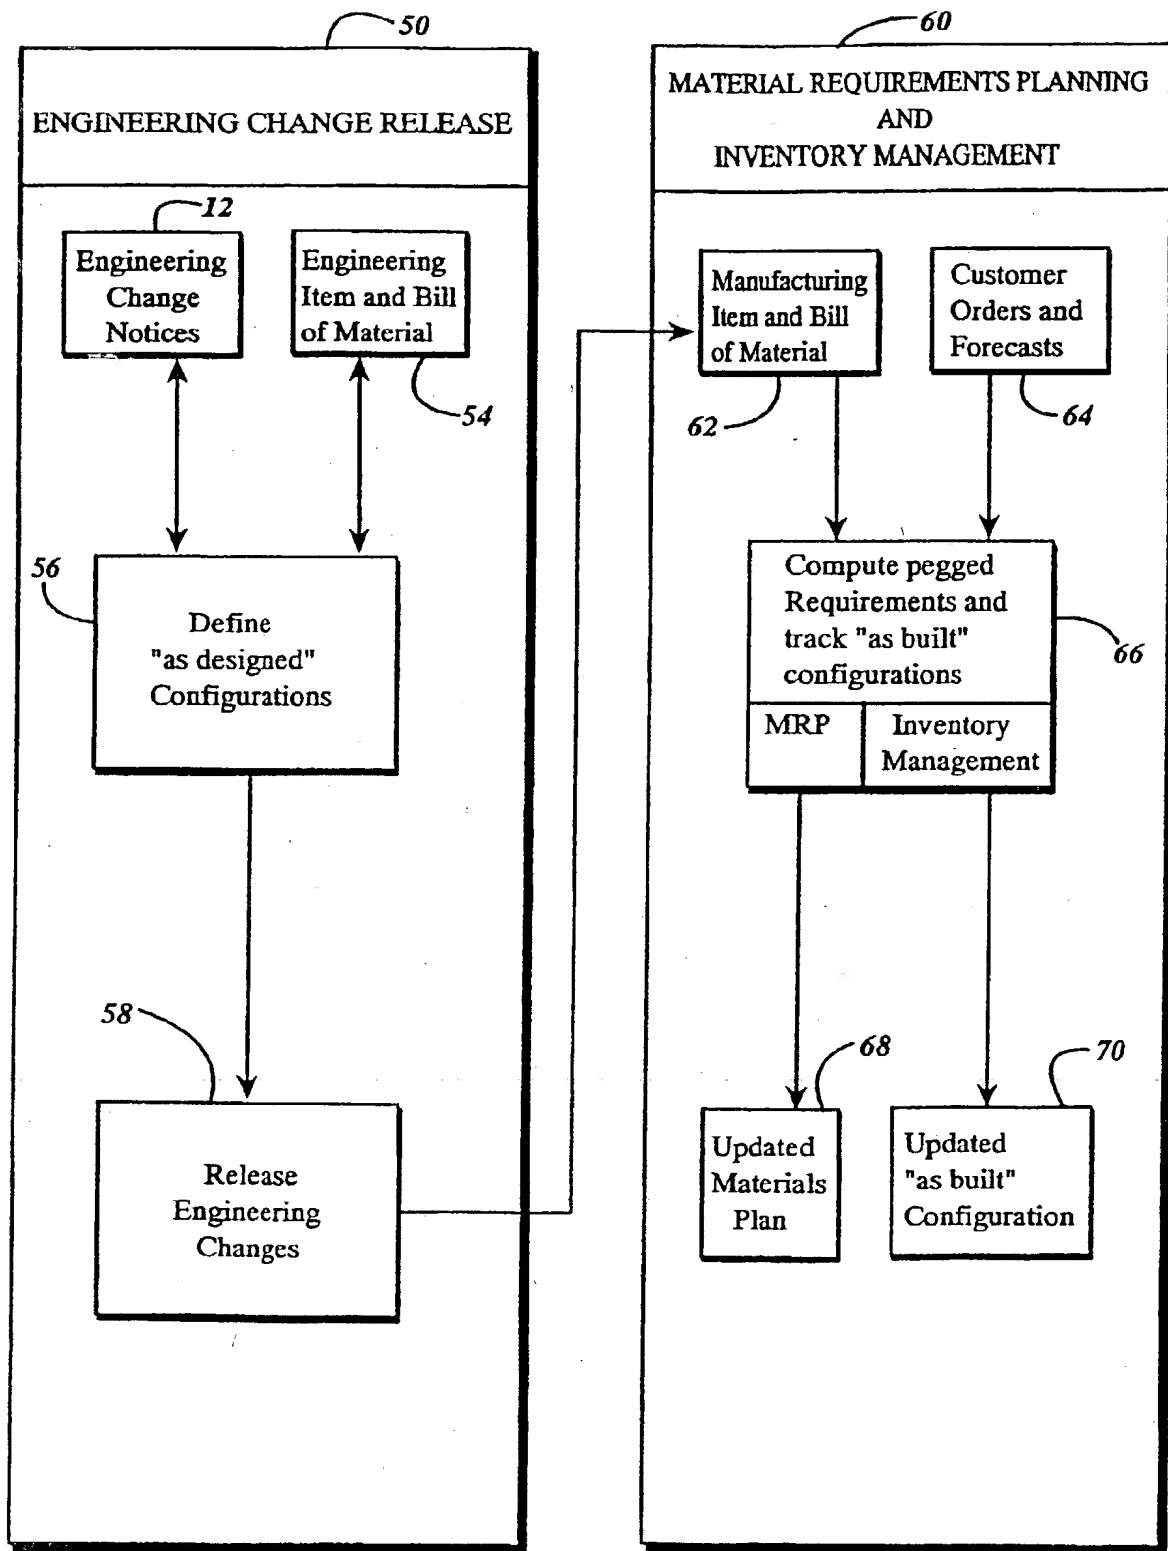 50
ENGINEERING CHANGE RELEASE
12
Engineering
Change
Notices
Engineering
Item and Bill
of Material
54
56
Define
"as designed"
Configurations
58
Release
Engineering
Changes
60
MATERIAL REQUIREMENTS PLANNING
AND
INVENTORY MANAGEMENT
Manufacturing
Item and Bill
of Material
62
Customer
Orders and
Forecasts
64
Compute pegged
Requirements and
track "as built"
configurations
66
MRP
Inventory
Management
68
Updated
Materials
Plan
70
Updated
"as built"
Configuration